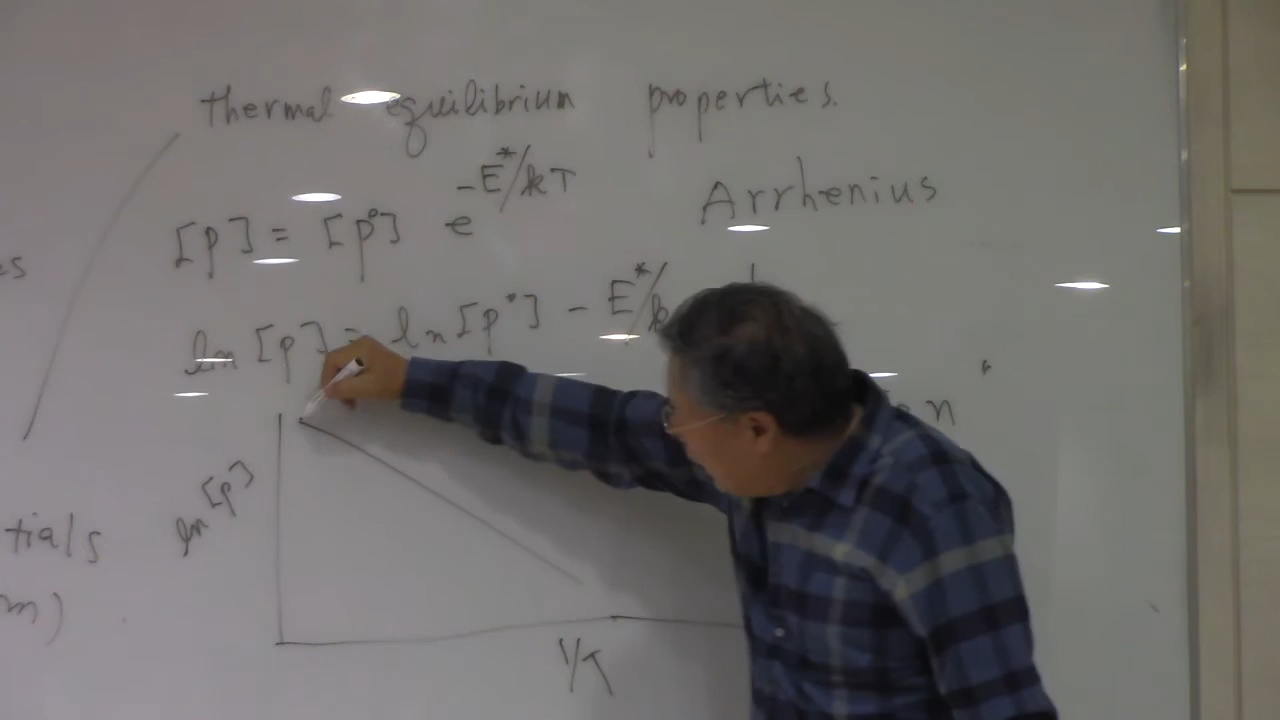 thermal equilibrium properties.
[p] = [p°] e^-E*/kT
Arrhenius
ln [p] = ln [p°] - E*/k
ln [p]
tials
m)
1/T